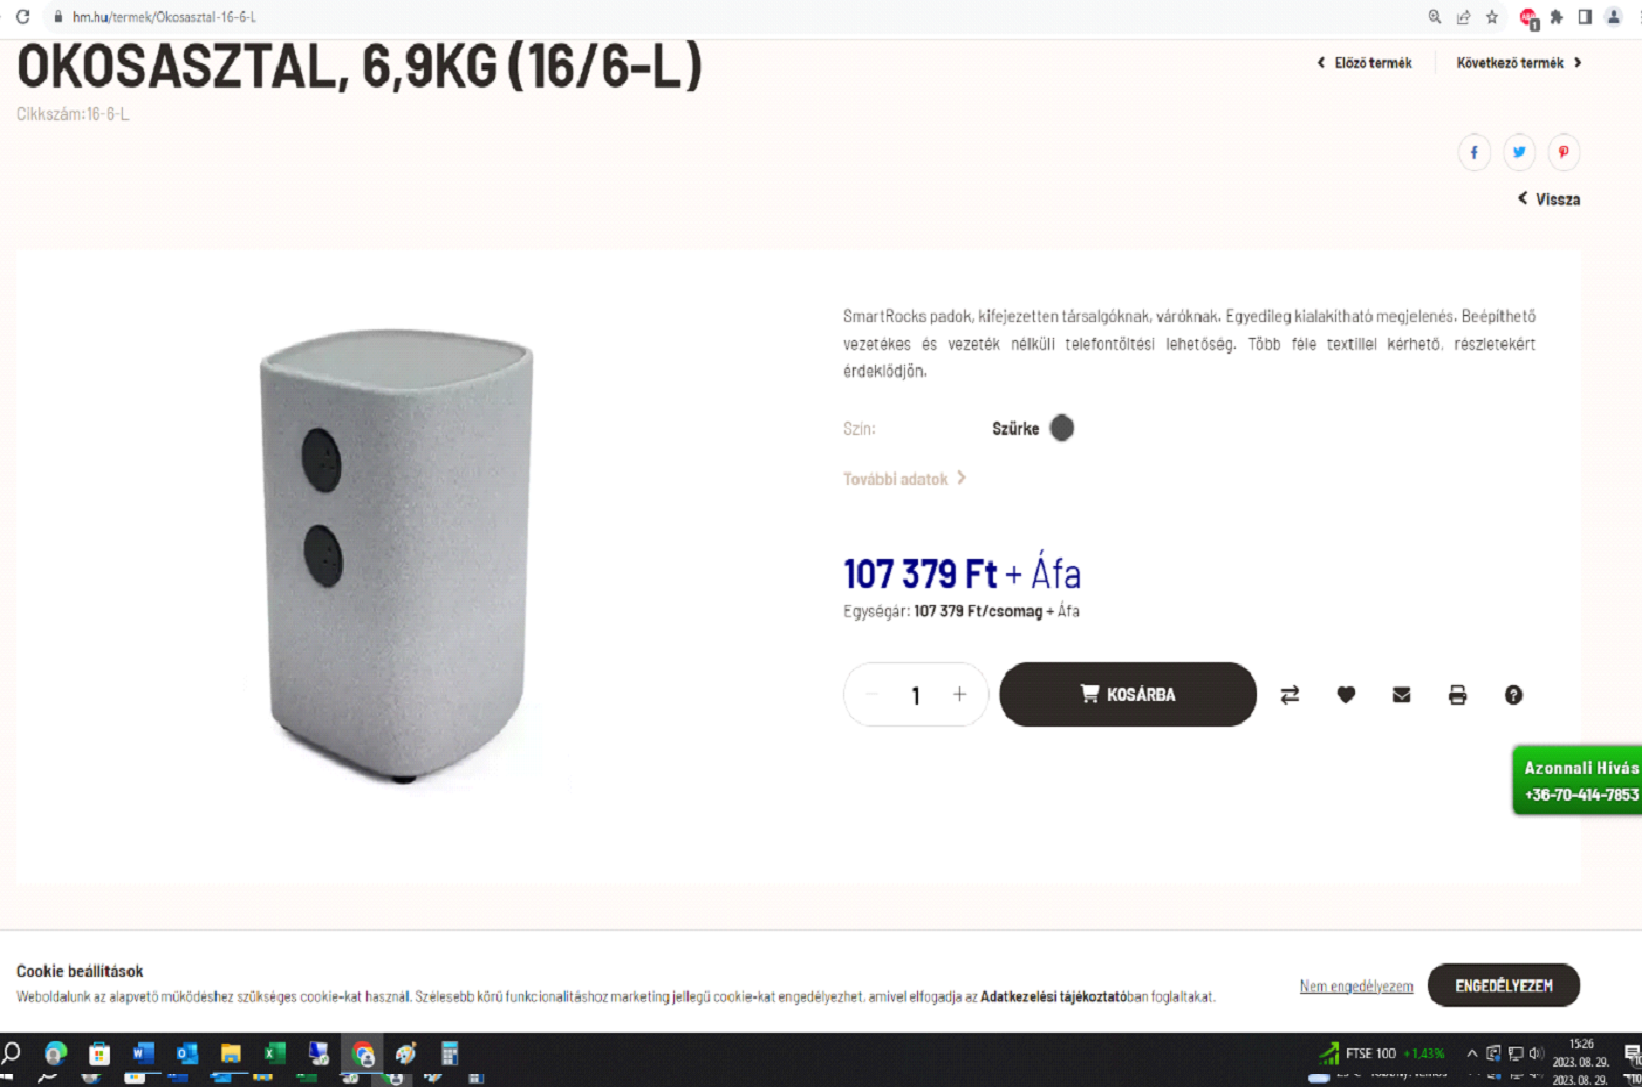 hm.hu/termek/Okosasztal-16-6-L
OKOSASZTAL, 6,9KG (16/6-L)
Előző termék
Következő termék
Cikkszám:16-6-L
Vissza
SmartRocks padok, kifejezetten társalgóknak, váróknak. Egyedileg kialakítható megjelenés. Beépíthető
vezetékes és vezeték nélküli telefontöltési lehetőség. Több féle textillel kérhető, részletekért
érdeklődjön.
Szín: Szürke
További adatok
107 379 Ft + Áfa
Egységár: 107 379 Ft/csomag + Áfa
1
KOSÁRBA
Azonnali Hívás
+36-70-414-7853
Cookie beállítások
Weboldalunk az alapvető működéshez szükséges cookie-kat használ. Szélesebb körű funkcionalitáshoz marketing jellegű cookie-kat engedélyezhet, amivel elfogadja az Adatkezelési tájékoztatóban foglaltakat.
Nem engedélyezem
ENGEDÉLYEZEM
FTSE 100 +1,43%
15:26
2023. 08. 29.
2023. 08. 29.